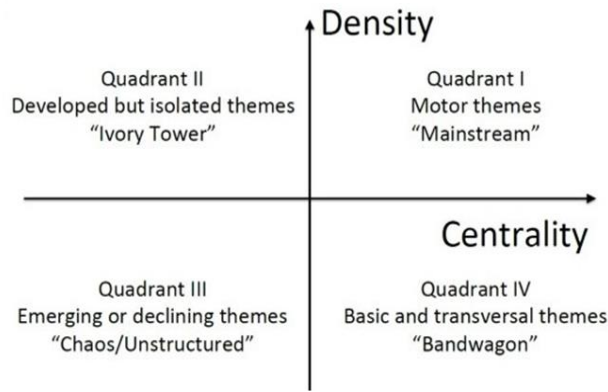 Density
Quadrant II
Developed but isolated themes
“Ivory Tower”
Quadrant I
Motor themes
“Mainstream”
Centrality
Quadrant III
Emerging or declining themes
“Chaos/Unstructured”
Quadrant IV
Basic and transversal themes
“Bandwagon”